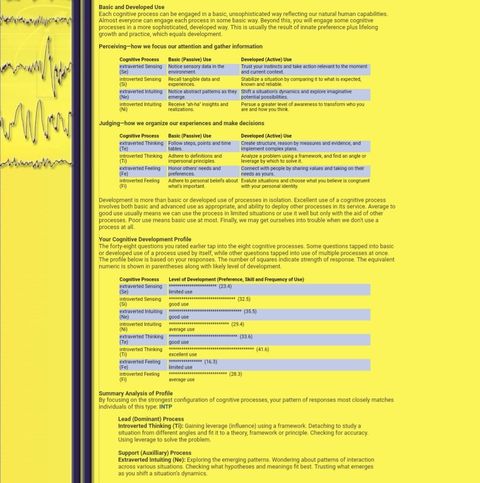 Basic and Developed Use
Each cognitive process can be engaged in a basic, unsophisticated way reflecting our natural human capabilities.
Almost everyone can engage each process in some basic way. Beyond this, you will engage some cognitive
processes in a more sophisticated, developed way. This is usually the result of innate preference plus lifelong
growth and practice, which equals development.
Perceiving—how we focus our attention and gather information
Cognitive Process Basic (Passive) Use Developed (Active) Use
extraverted Sensing (Se) Notice sensory data in the environment. Trust your instincts and take action relevant to the moment and current context.
introverted Sensing (Si) Recall tangible data and experiences. Stabilize a situation by comparing it to what is expected, known and reliable.
extraverted Intuiting (Ne) Notice abstract patterns as they emerge. Shift a situation's dynamics and explore imaginative potential possibilities.
introverted Intuiting (Ni) Receive "ah-ha" insights and realizations. Pursue a greater level of awareness to transform who you are and how you think.
Judging—how we organize our experiences and make decisions
Cognitive Process Basic (Passive) Use Developed (Active) Use
extraverted Thinking (Te) Follow steps, points and time tables. Create structure, reason by measures and evidence, and implement complex plans.
introverted Thinking (Ti) Adhere to definitions and impersonal principles. Analyze a problem using a framework, and find an angle or leverage by which to solve it.
extraverted Feeling (Fe) Honor others' needs and preferences. Connect with people by sharing values and taking on their needs as yours.
introverted Feeling (Fi) Adhere to personal beliefs about what's important. Evaluate situations and choose what you believe is congruent with your personal identity.
Development is more than basic or developed use of processes in isolation. Excellent use of a cognitive process
involves both basic and advanced use as appropriate, and ability to deploy other processes in its service. Average to
good use usually means we can use the process in limited situations or use it well but only with the aid of other
processes. Poor use means basic use at most. Finally, we may get ourselves into trouble when we don't use a
process at all.
Your Cognitive Development Profile
The forty-eight questions you rated earlier tap into the eight cognitive processes. Some questions tapped into basic
or developed use of a process used by itself, while other questions tapped into use of multiple processes at once.
The profile below is based on your responses. The number of squares indicate strength of response. The equivalent
numeric is shown in parentheses along with likely level of development.
Cognitive Process Level of Development (Preference, Skill and Frequency of Use)
extraverted Sensing (Se) ************************ (23.4) limited use
introverted Sensing (Si) ********************************* (32.5) good use
extraverted Intuiting (Ne) ************************************ (35.5) good use
introverted Intuiting (Ni) ****************************** (29.4) average use
extraverted Thinking (Te) ********************************** (33.6) good use
introverted Thinking (Ti) ****************************************** (41.6) excellent use
extraverted Feeling (Fe) **************** (16.3) limited use
introverted Feeling (Fi) **************************** (28.3) average use
Summary Analysis of Profile
By focusing on the strongest configuration of cognitive processes, your pattern of responses most closely matches
individuals of this type: INTP
Lead (Dominant) Process
Introverted Thinking (Ti): Gaining leverage (influence) using a framework. Detaching to study a
situation from different angles and fit it to a theory, framework or principle. Checking for accuracy.
Using leverage to solve the problem.
Support (Auxilliary) Process
Extraverted Intuiting (Ne): Exploring the emerging patterns. Wondering about patterns of interaction
across various situations. Checking what hypotheses and meanings fit best. Trusting what emerges
as you shift a situation's dynamics.